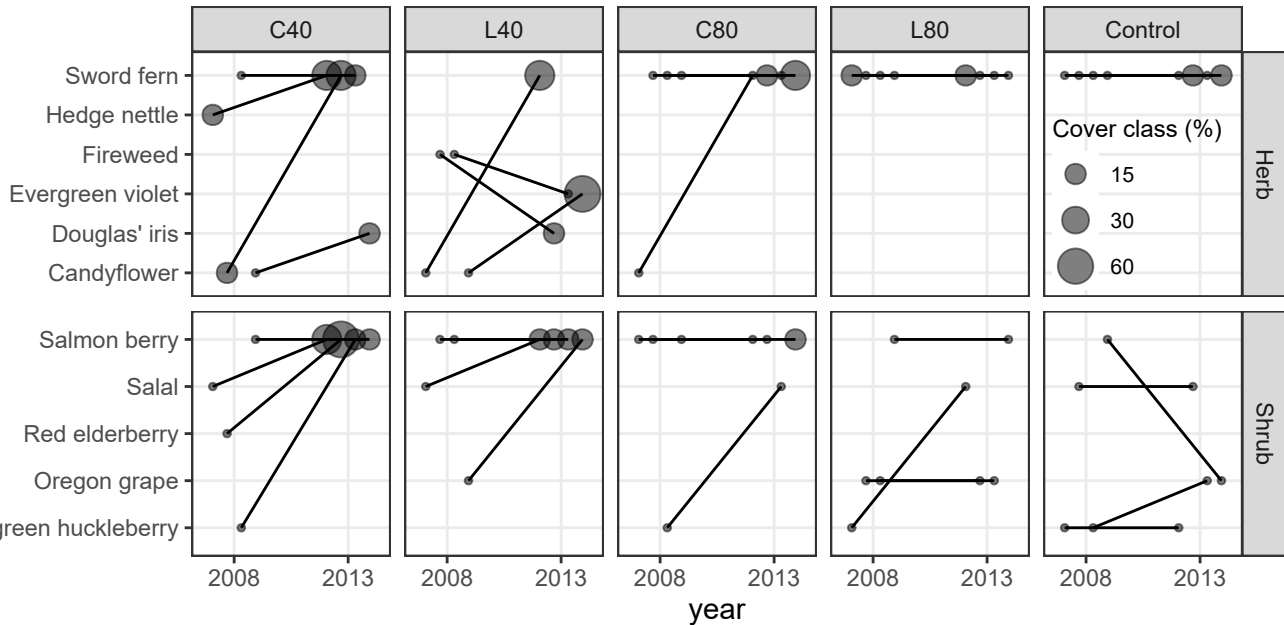 C40 L40 C80 L80 Control
Sword fern
Hedge nettle
Fireweed
Evergreen violet
Douglas' iris
Candyflower
Cover class (%)
15
30
60
Herb
Salmon berry
Salal
Red elderberry
Oregon grape
green huckleberry
Shrub
2008 2013 2008 2013 2008 2013 2008 2013 2008 2013
year